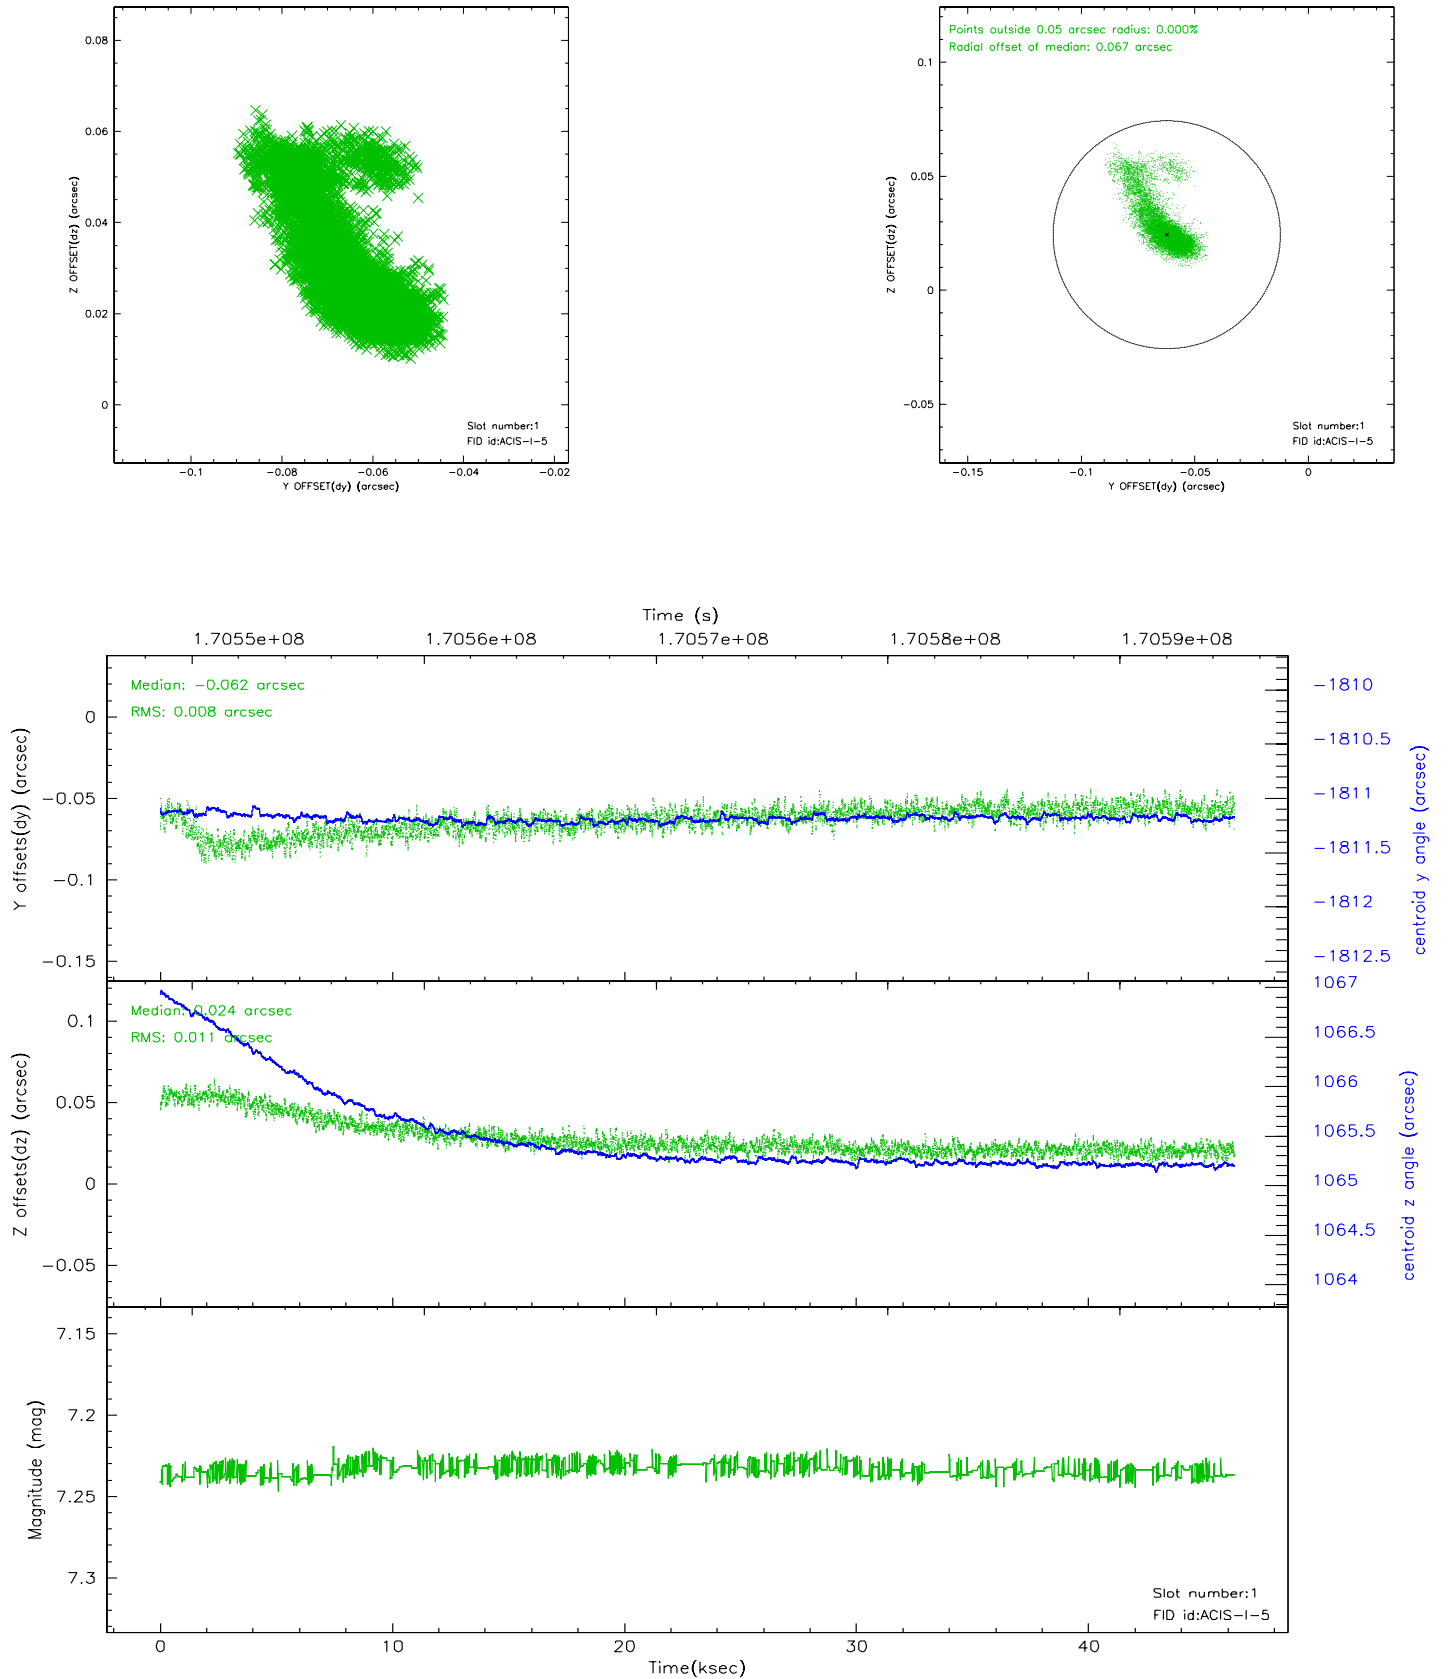 0.08
0.06
0.04
0.02
0
Z OFFSET(dz) (arcsec)
Slot number:1
FID id:ACIS-I-5
-0.1
-0.08
-0.06
-0.04
-0.02
Y OFFSET(dy) (arcsec)
Points outside 0.05 arcsec radius: 0.000%
Radial offset of median: 0.067 arcsec
0.1
0.05
0
-0.05
Z OFFSET(dz) (arcsec)
Slot number:1
FID id:ACIS-I-5
-0.15
-0.1
-0.05
0
Y OFFSET(dy) (arcsec)
Time (s)
1.7055e+08
1.7056e+08
1.7057e+08
1.7058e+08
1.7059e+08
Median: -0.062 arcsec
RMS: 0.008 arcsec
0
-0.05
-0.1
-0.15
Y offsets(dy) (arcsec)
-1810
-1810.5
-1811
-1811.5
-1812
-1812.5
centroid y angle (arcsec)
Median: 0.024 arcsec
RMS: 0.011 arcsec
0.1
0.05
0
-0.05
Z offsets(dz) (arcsec)
1067
1066.5
1066
1065.5
1065
1064.5
1064
centroid z angle (arcsec)
7.15
7.2
7.25
7.3
Magnitude (mag)
Slot number:1
FID id:ACIS-I-5
0
10
20
30
40
Time(ksec)